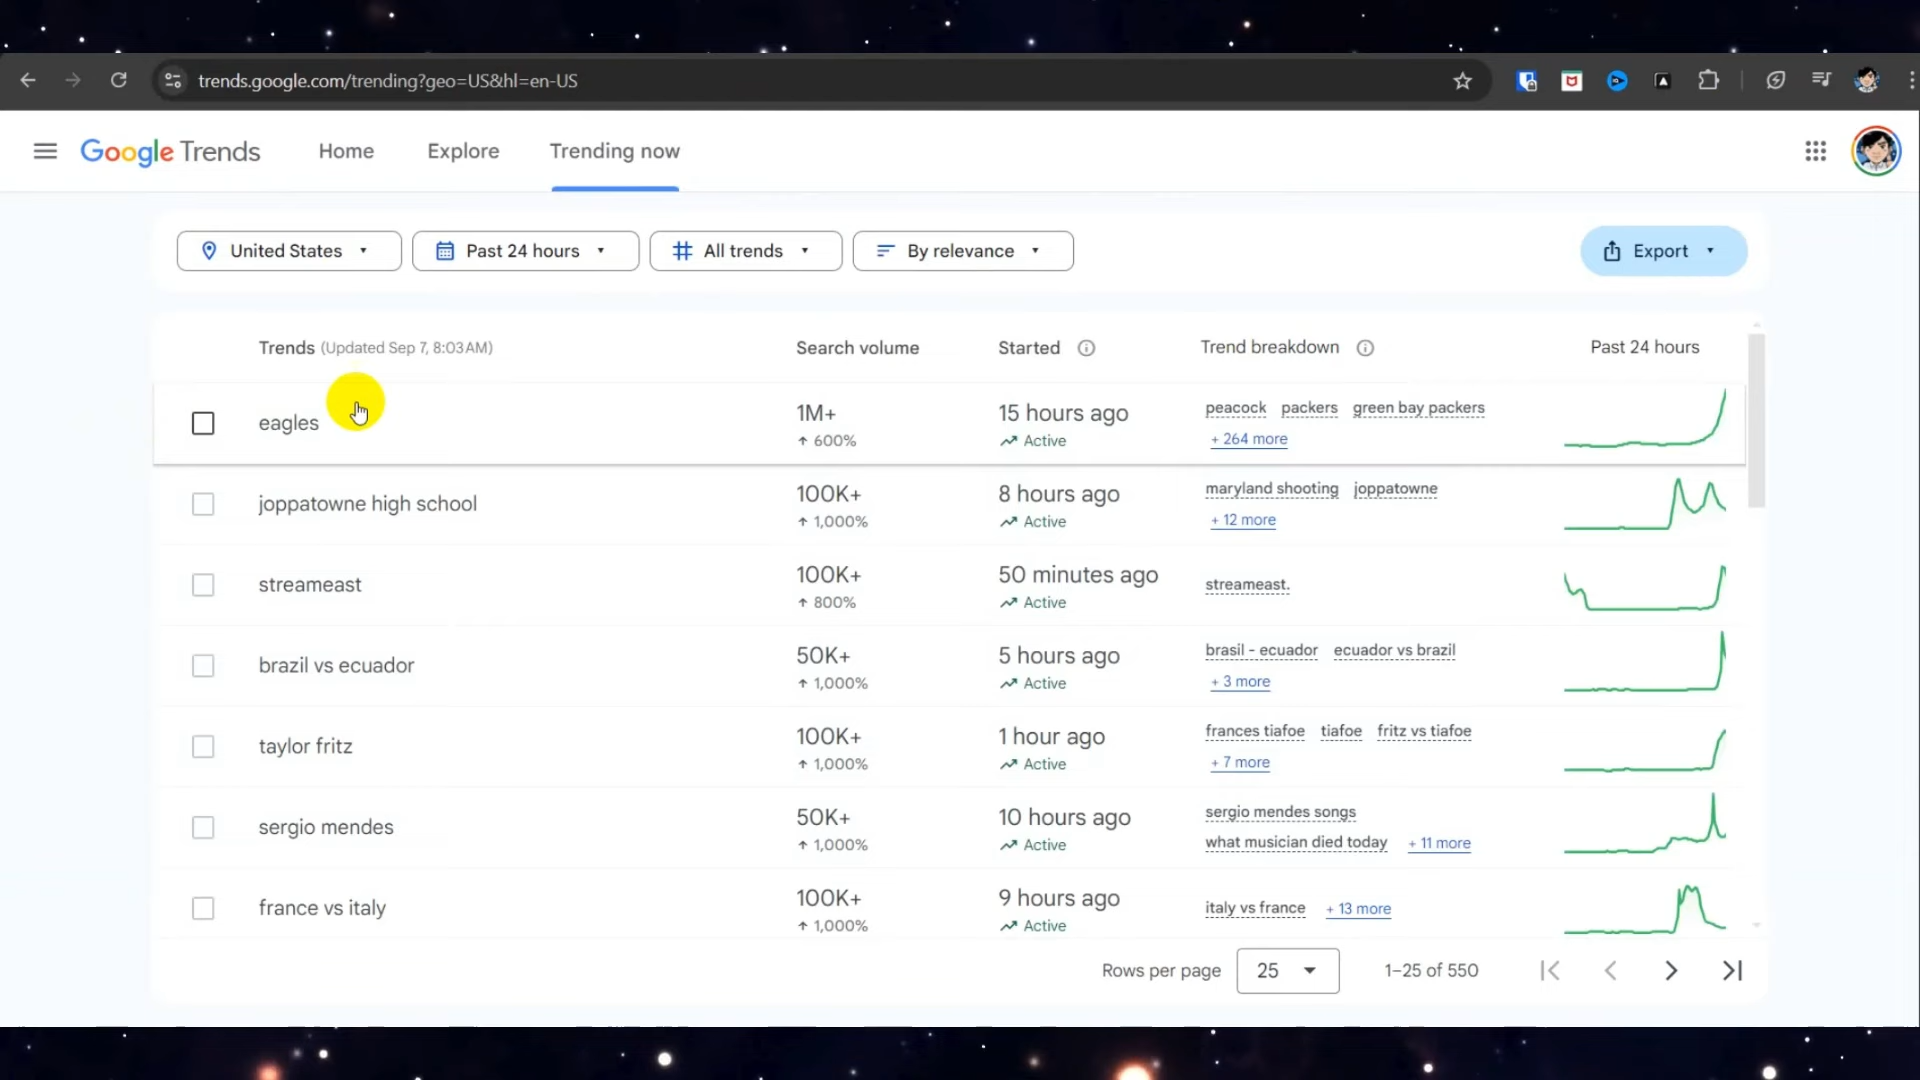 trends.google.com/trending?geo=US&hl=en-US
Google Trends Home Explore Trending now
United States Past 24 hours All trends By relevance Export
Trends (Updated Sep 7, 8:03 AM) Search volume Started Trend breakdown Past 24 hours
eagles 1M+ 15 hours ago peacock packers green bay packers
600% Active + 264 more
joppatowne high school 100K+ 8 hours ago maryland shooting joppatowne
1,000% Active + 12 more
streameast 100K+ 50 minutes ago streameast.
800% Active
brazil vs ecuador 50K+ 5 hours ago brasil - ecuador ecuador vs brazil
1,000% Active + 3 more
taylor fritz 100K+ 1 hour ago frances tiafoe tiafoe fritz vs tiafoe
1,000% Active + 7 more
sergio mendes 50K+ 10 hours ago sergio mendes songs
1,000% Active what musician died today + 11 more
france vs italy 100K+ 9 hours ago italy vs france + 13 more
1,000% Active
Rows per page 25 1–25 of 550